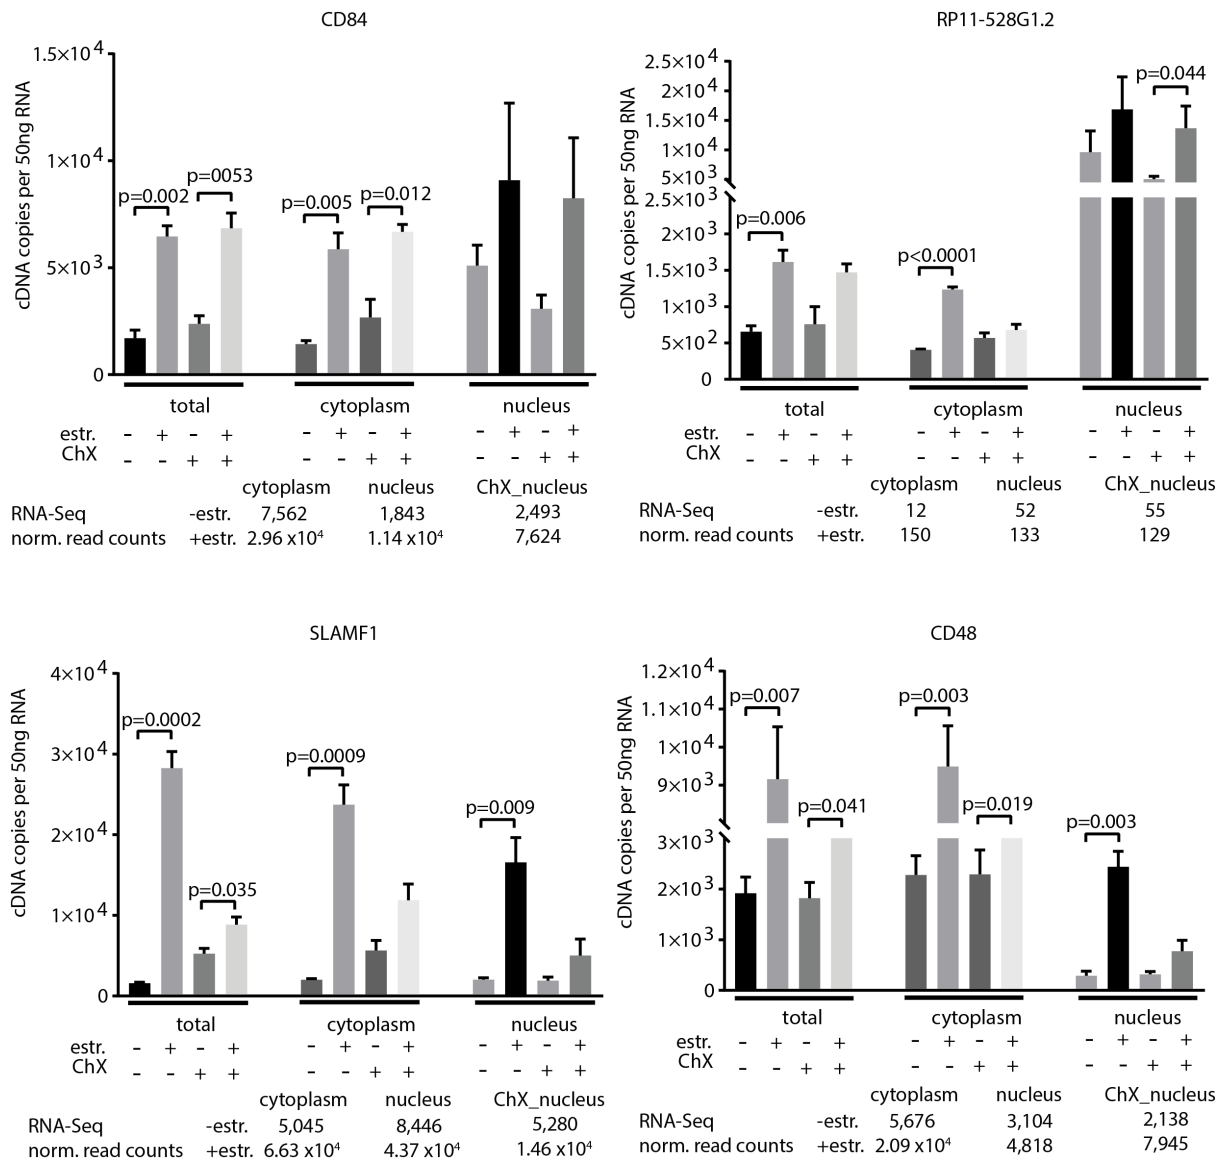 CD84
1.5×10⁴
1×10⁴
5×10³
0
cDNA copies per 50ng RNA
p=0.002
p=0053
p=0.005
p=0.012
total cytoplasm nucleus
estr. - + - + - + - + - + - +
ChX - - + + - - + + - - + +
cytoplasm nucleus ChX_nucleus
RNA-Seq -estr. 7,562 1,843 2,493
norm. read counts +estr. 2.96 x10⁴ 1.14 x10⁴ 7,624
RP11-528G1.2
2.5×10⁴
2×10⁴
1.5×10⁴
1×10⁴
5×10³
2.5×10³
2×10³
1.5×10³
1×10³
5×10²
0
cDNA copies per 50ng RNA
p=0.006
p<0.0001
p=0.044
total cytoplasm nucleus
estr. - + - + - + - + - + - +
ChX - - + + - - + + - - + +
cytoplasm nucleus ChX_nucleus
RNA-Seq -estr. 12 52 55
norm. read counts +estr. 150 133 129
SLAMF1
4×10⁴
3×10⁴
2×10⁴
1×10⁴
0
cDNA copies per 50ng RNA
p=0.0002
p=0.035
p=0.0009
p=0.009
total cytoplasm nucleus
estr. - + - + - + - + - + - +
ChX - - + + - - + + - - + +
cytoplasm nucleus ChX_nucleus
RNA-Seq -estr. 5,045 8,446 5,280
norm. read counts +estr. 6.63 x10⁴ 4.37 x10⁴ 1.46 x10⁴
CD48
1.2×10⁴
1.1×10⁴
1×10⁴
9×10³
3×10³
2×10³
1×10³
0
cDNA copies per 50ng RNA
p=0.007
p=0.041
p=0.003
p=0.019
p=0.003
total cytoplasm nucleus
estr. - + - + - + - + - + - +
ChX - - + + - - + + - - + +
cytoplasm nucleus ChX_nucleus
RNA-Seq -estr. 5,676 3,104 2,138
norm. read counts +estr. 2.09 x10⁴ 4,818 7,945